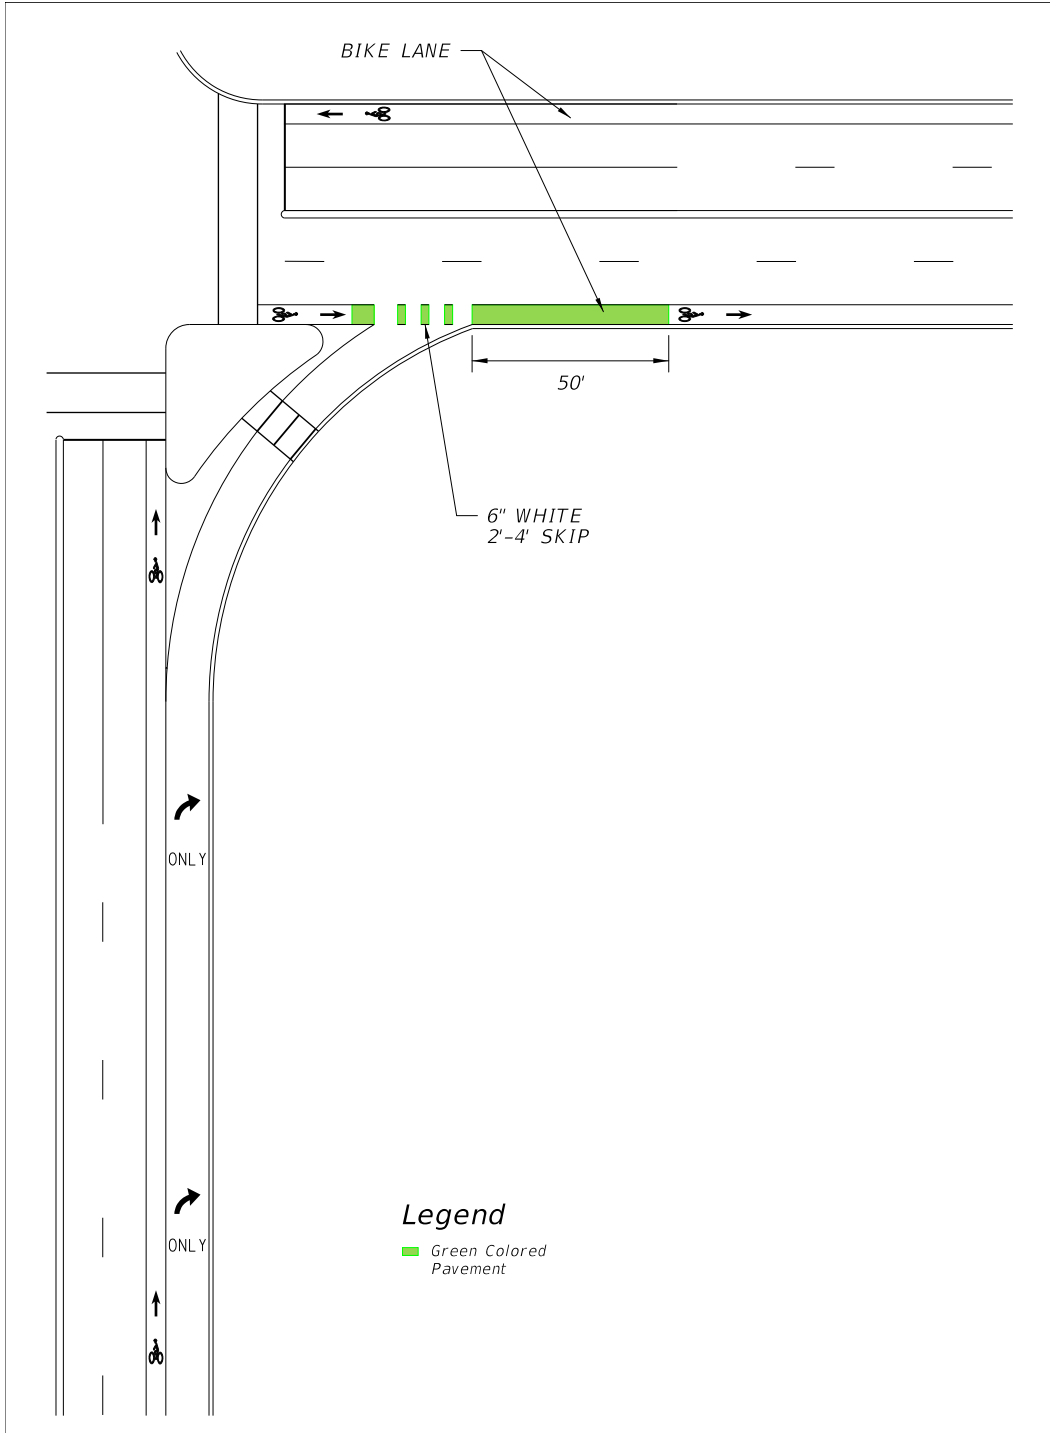 BIKE LANE
50'
6" WHITE
2'-4' SKIP
ONLY
ONLY
Legend
Green Colored
Pavement